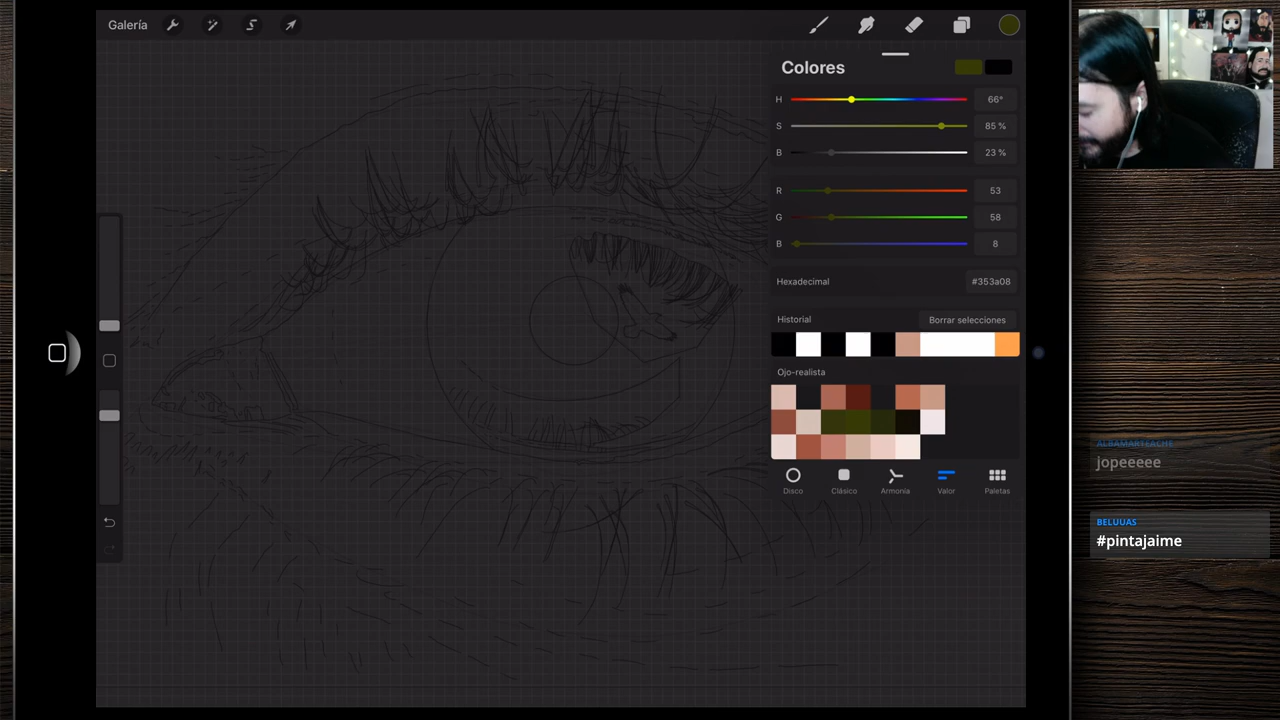 Galería
Colores
H 66°
S 85 %
B 23 %
R 53
G 58
B 8
Hexadecimal #353a08
Historial Borrar selecciones
Ojo-realista
Disco Clásico Armonía Valor Paletas
ALBAMARTEACHE
jopeeeee
BELUUAS
#pintajaime